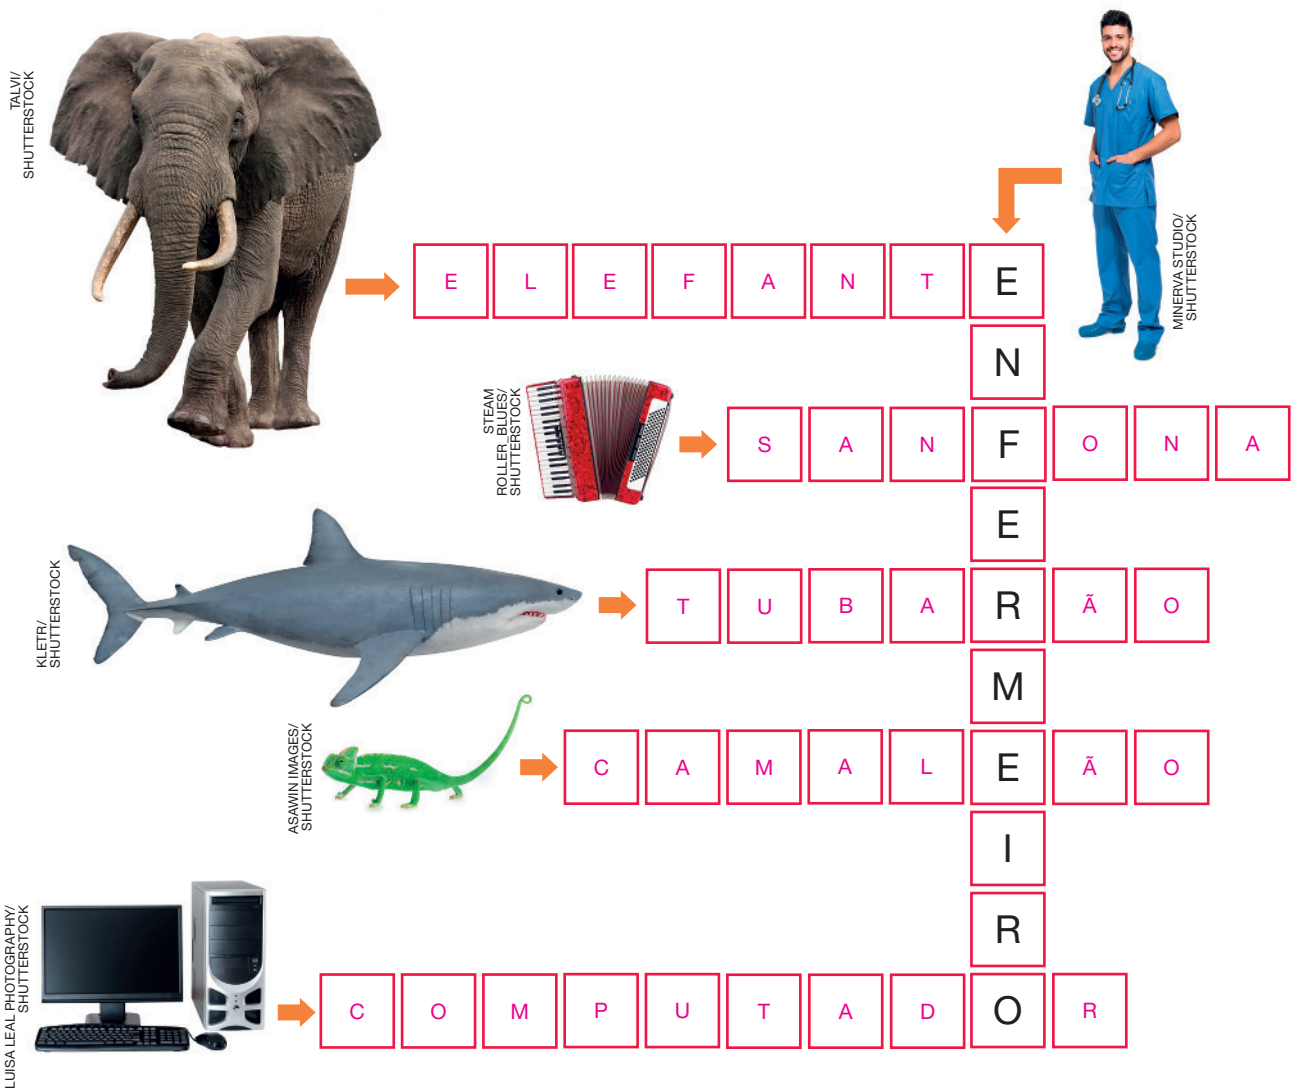 TALVI/
SHUTTERSTOCK
MINERVA STUDIO/
SHUTTERSTOCK
E L E F A N T E
N
STEAM
ROLLER_BLUES/
SHUTTERSTOCK
S A N F O N A
E
KLETR/
SHUTTERSTOCK
T U B A R Ã O
M
ASAWIN IMAGES/
SHUTTERSTOCK
C A M A L E Ã O
I
R
LUISA LEAL PHOTOGRAPHY/
SHUTTERSTOCK
C O M P U T A D O R